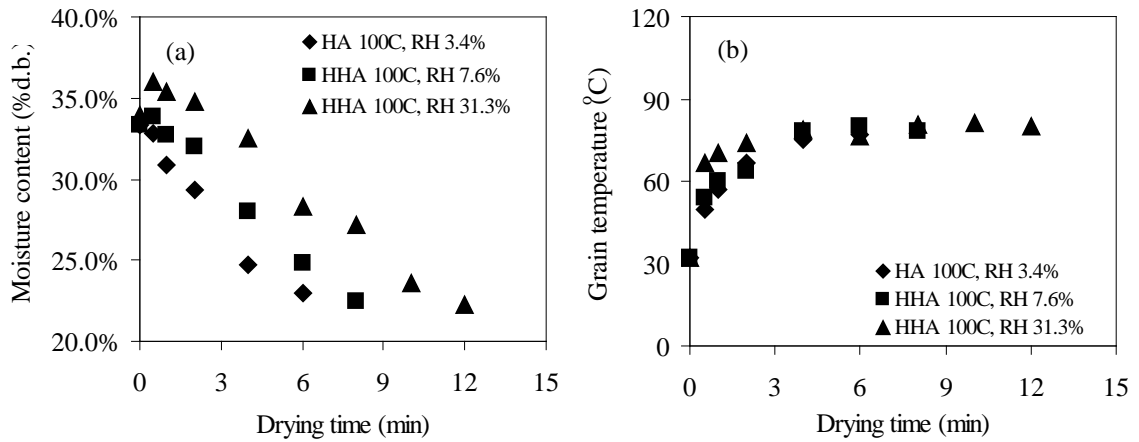 40.0%
35.0%
30.0%
25.0%
20.0%
Moisture content (%d.b.)
(a)
HA 100C, RH 3.4%
HHA 100C, RH 7.6%
HHA 100C, RH 31.3%
0 3 6 9 12 15
Drying time (min)
120
90
60
30
0
Grain temperature (°C)
(b)
HA 100C, RH 3.4%
HHA 100C, RH 7.6%
HHA 100C, RH 31.3%
0 3 6 9 12 15
Drying time (min)